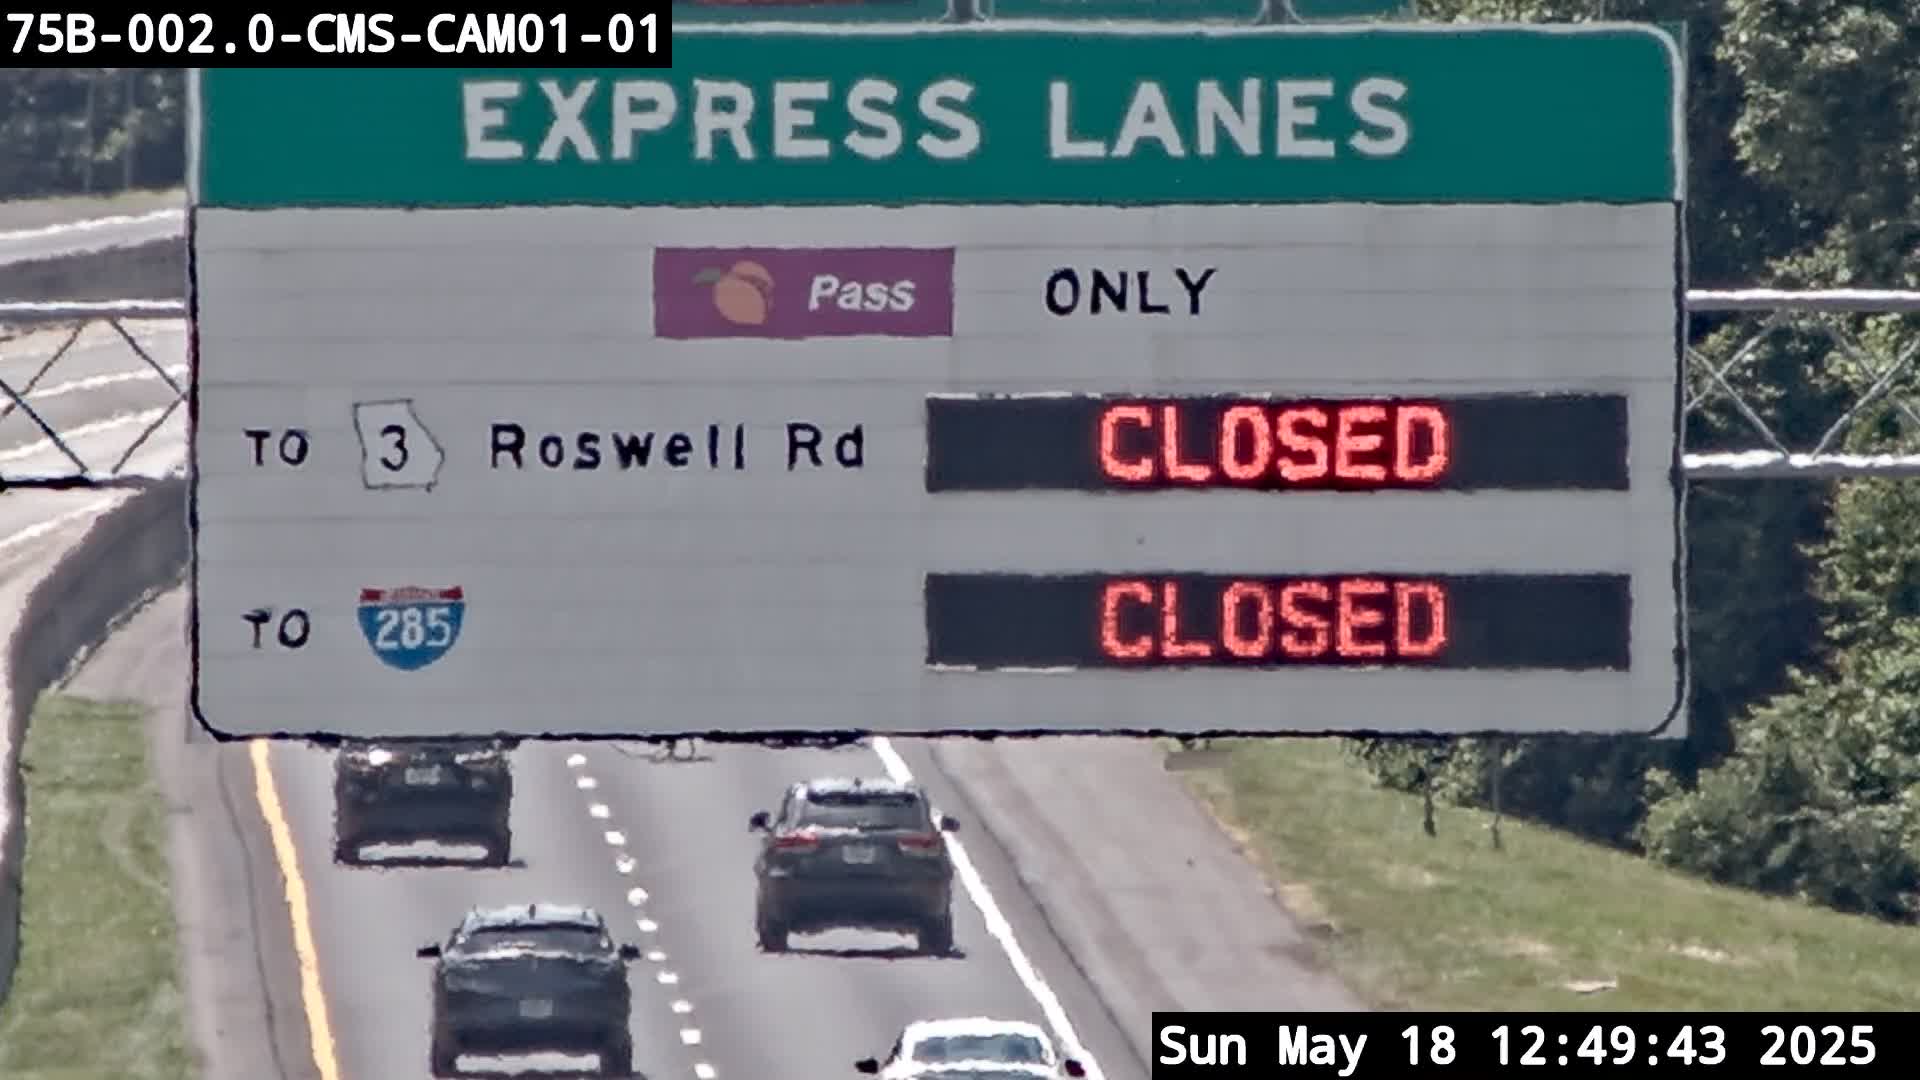 75B-002.0-CMS-CAM01-01
EXPRESS LANES
Pass ONLY
TO 3 Roswell Rd CLOSED
TO 285 CLOSED
Sun May 18 12:49:43 2025